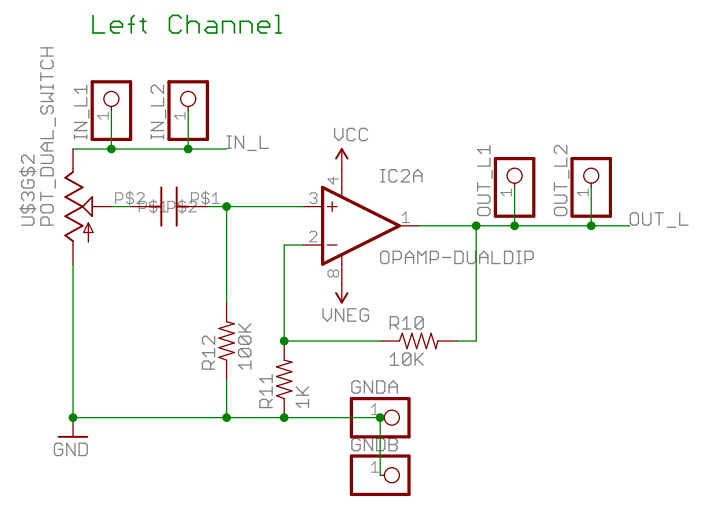 Left Channel
IN_L1
1
IN_L2
1
IN_L
U$3G$2
POT_DUAL_SWITCH
P$2
P$1
P$2
P$1
VCC
4
IC2A
3
+
2
-
1
8
OPAMP-DUALDIP
VNEG
OUT_L1
1
OUT_L2
1
OUT_L
R10
10K
R12
100K
R11
1K
GNDA
1
GNDB
1
GND